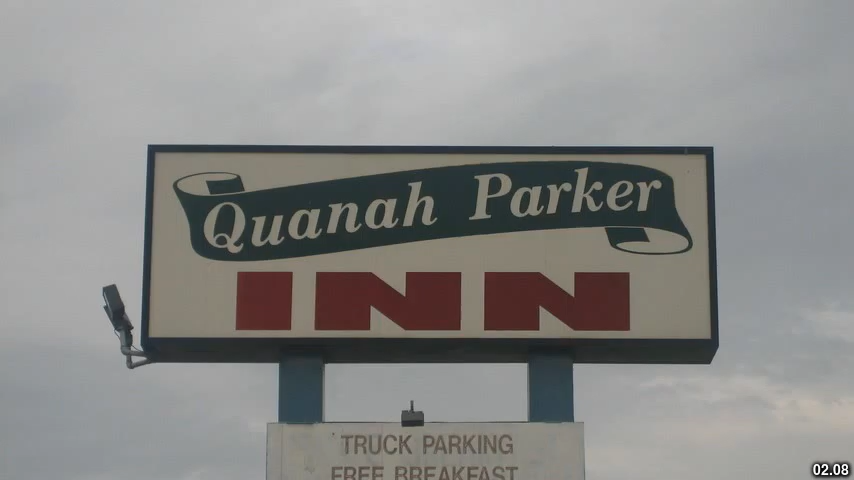 Quanah Parker
INN
TRUCK PARKING
FREE BREAKFAST
02.08